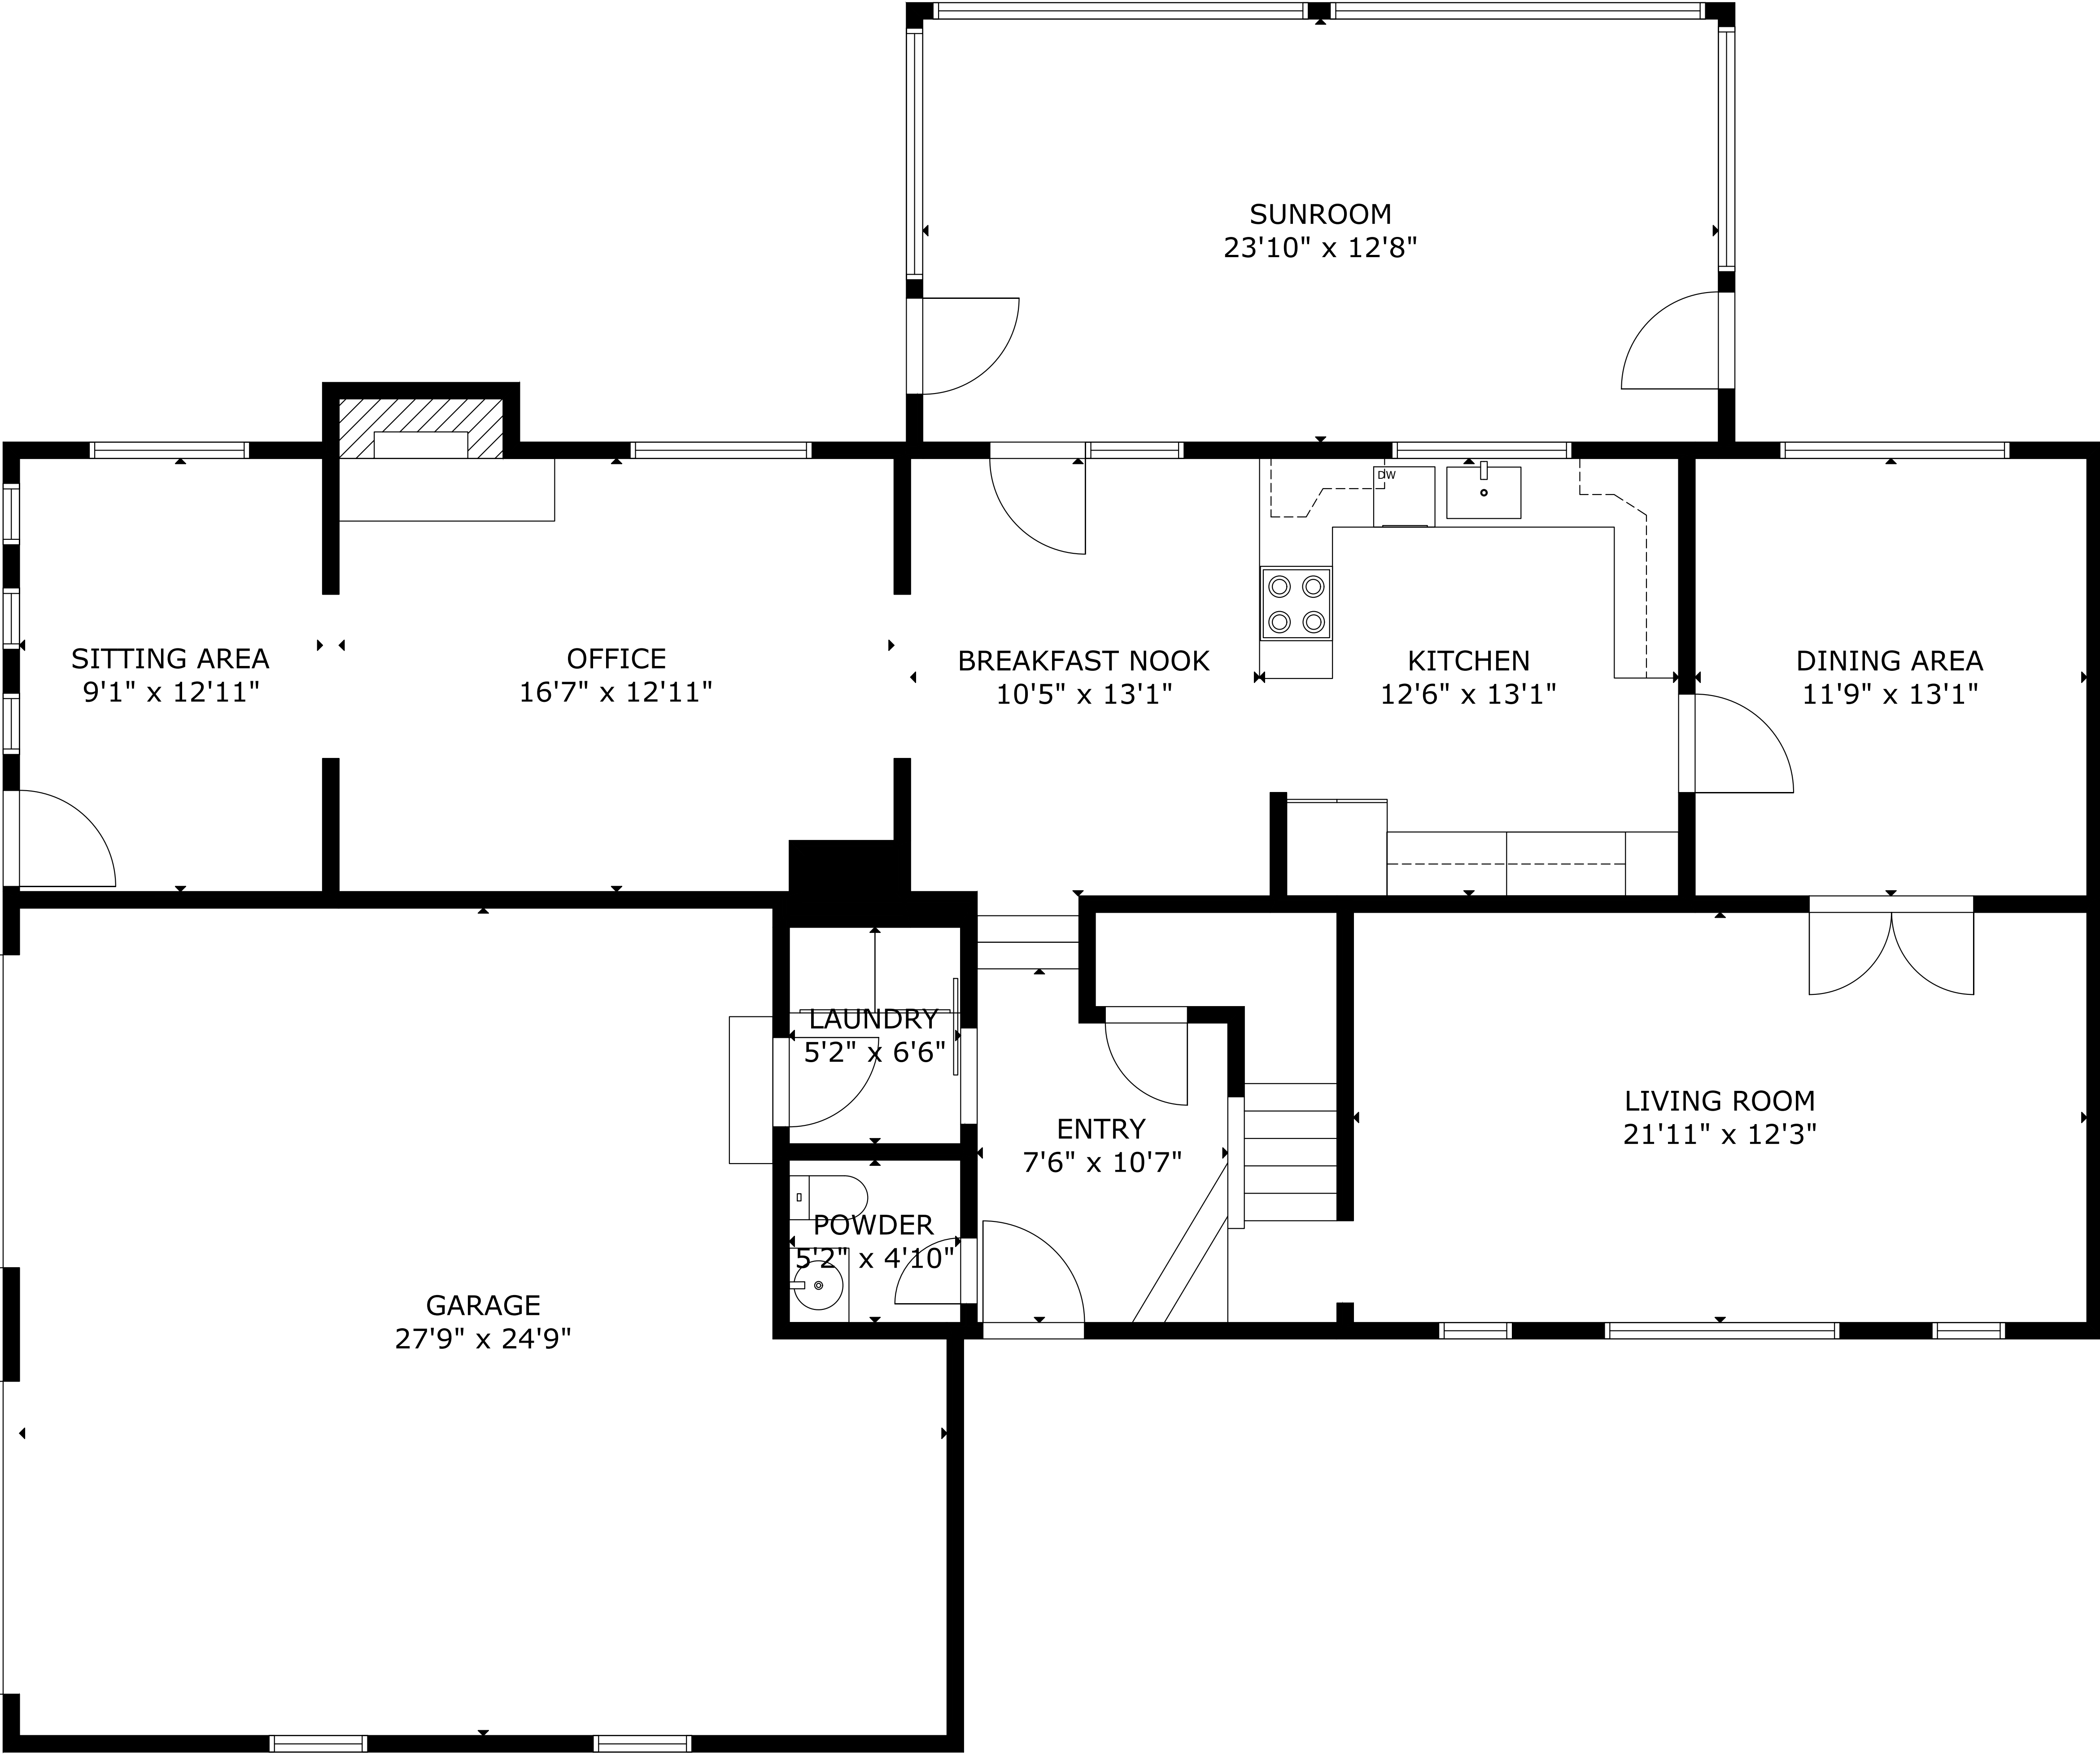 SUNROOM
23'10" x 12'8"
DW
SITTING AREA
9'1" x 12'11"
OFFICE
16'7" x 12'11"
BREAKFAST NOOK
10'5" x 13'1"
KITCHEN
12'6" x 13'1"
DINING AREA
11'9" x 13'1"
LAUNDRY
5'2" x 6'6"
ENTRY
7'6" x 10'7"
LIVING ROOM
21'11" x 12'3"
POWDER
5'2" x 4'10"
GARAGE
27'9" x 24'9"